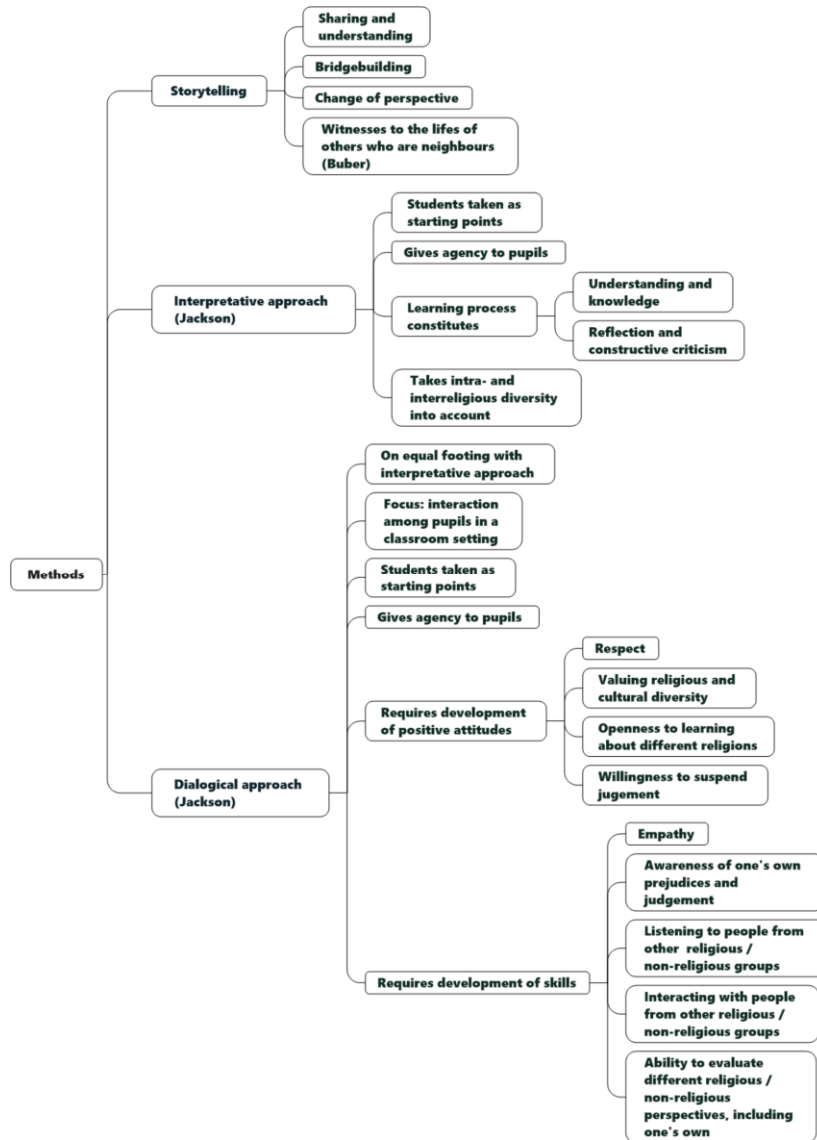 Sharing and
understanding
Bridgebuilding
Storytelling
Change of perspective
Witnesses to the lifes of
others who are neighbours
(Buber)
Students taken as
starting points
Gives agency to pupils
Interpretative approach
(Jackson)
Learning process
constitutes
Understanding and
knowledge
Reflection and
constructive criticism
Takes intra- and
interreligious diversity
into account
Methods
On equal footing with
interpretative approach
Focus: interaction
among pupils in a
classroom setting
Students taken as
starting points
Gives agency to pupils
Dialogical approach
(Jackson)
Requires development
of positive attitudes
Respect
Valuing religious and
cultural diversity
Openness to learning
about different religions
Willingness to suspend
jugement
Requires development of skills
Empathy
Awareness of one's own
prejudices and
judgement
Listening to people from
other religious /
non-religious groups
Interacting with people
from other religious /
non-religious groups
Ability to evaluate
different religious /
non-religious
perspectives, including
one's own